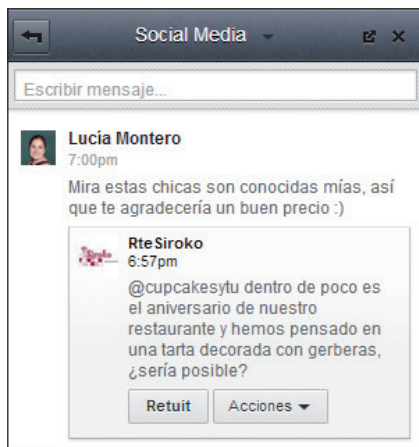 Social Media
Escribir mensaje...
Lucía Montero
7:00pm
Mira estas chicas son conocidas mías, así
que te agradecería un buen precio :)
Siroko
RteSiroko
6:57pm
@cupcakesytu dentro de poco es
el aniversario de nuestro
restaurante y hemos pensado en
una tarta decorada con gerberas,
¿sería posible?
Retuit
Acciones